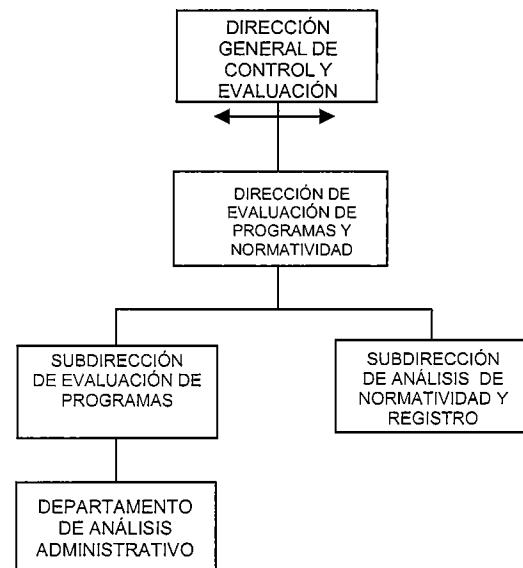 DIRECCIÓN
GENERAL DE
CONTROL Y
EVALUACIÓN
DIRECCIÓN DE
EVALUACIÓN DE
PROGRAMAS Y
NORMATIVIDAD
SUBDIRECCIÓN
DE EVALUACIÓN DE
PROGRAMAS
SUBDIRECCIÓN
DE ANÁLISIS DE
NORMATIVIDAD Y
REGISTRO
DEPARTAMENTO
DE ANÁLISIS
ADMINISTRATIVO